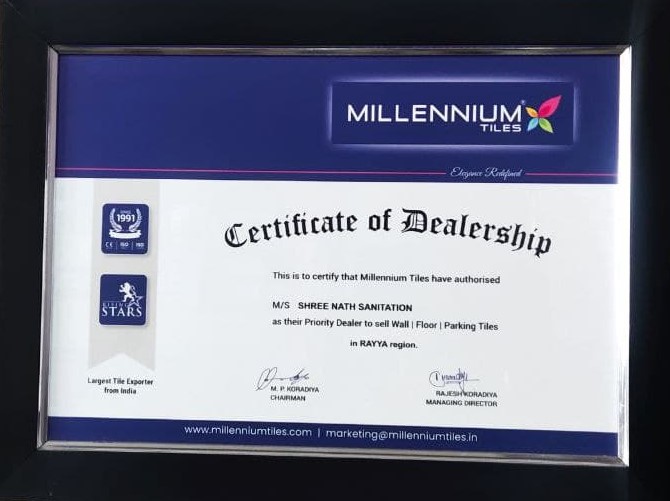 MILLENNIUM®
TILES
Elegance Redefined
SINCE
1991
CE | ISO | ISO
DIVINE
STARS
Certificate of Dealership
This is to certify that Millennium Tiles have authorised
M/S SHREE NATH SANITATION
as their Priority Dealer to sell Wall | Floor | Parking Tiles
in RAYYA region.
Largest Tile Exporter
from India
M. P. KORADIYA
CHAIRMAN
RAJESH KORADIYA
MANAGING DIRECTOR
www.millenniumtiles.com | marketing@millenniumtiles.in